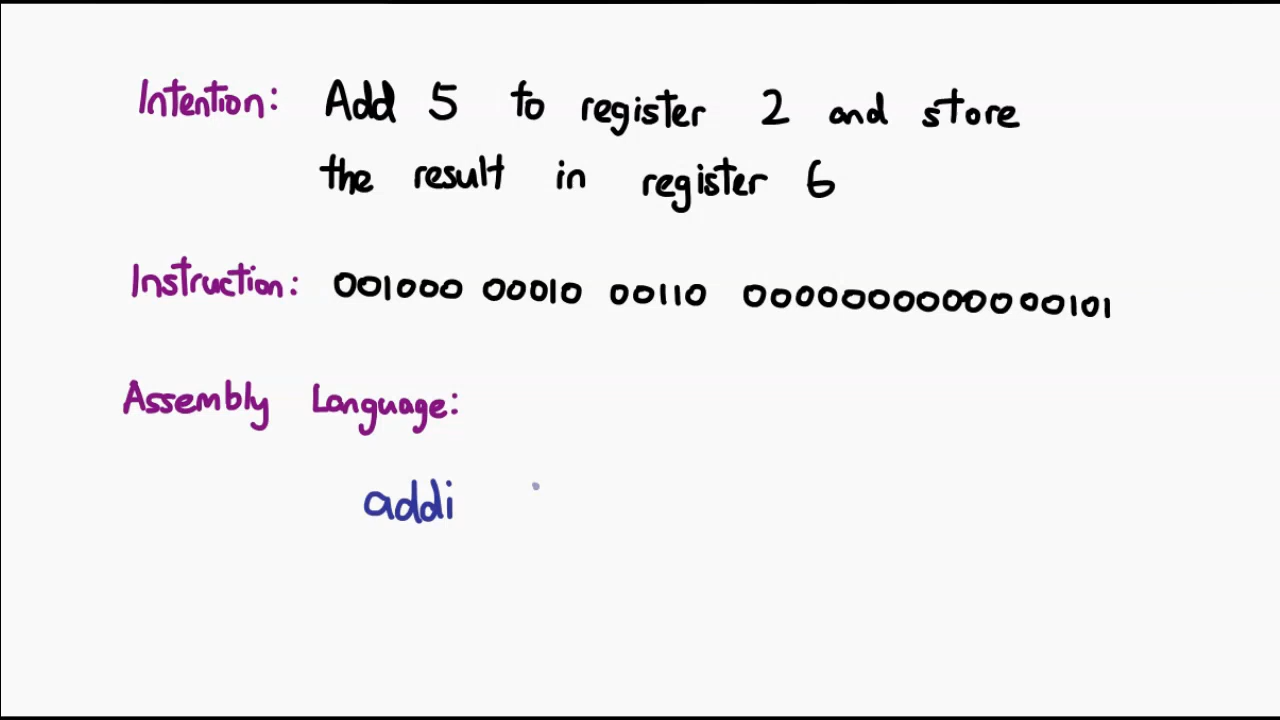 Intention: Add 5 to register 2 and store
the result in register 6
Instruction: 001000 00010 00110 0000000000000101
Assembly Language:
addi